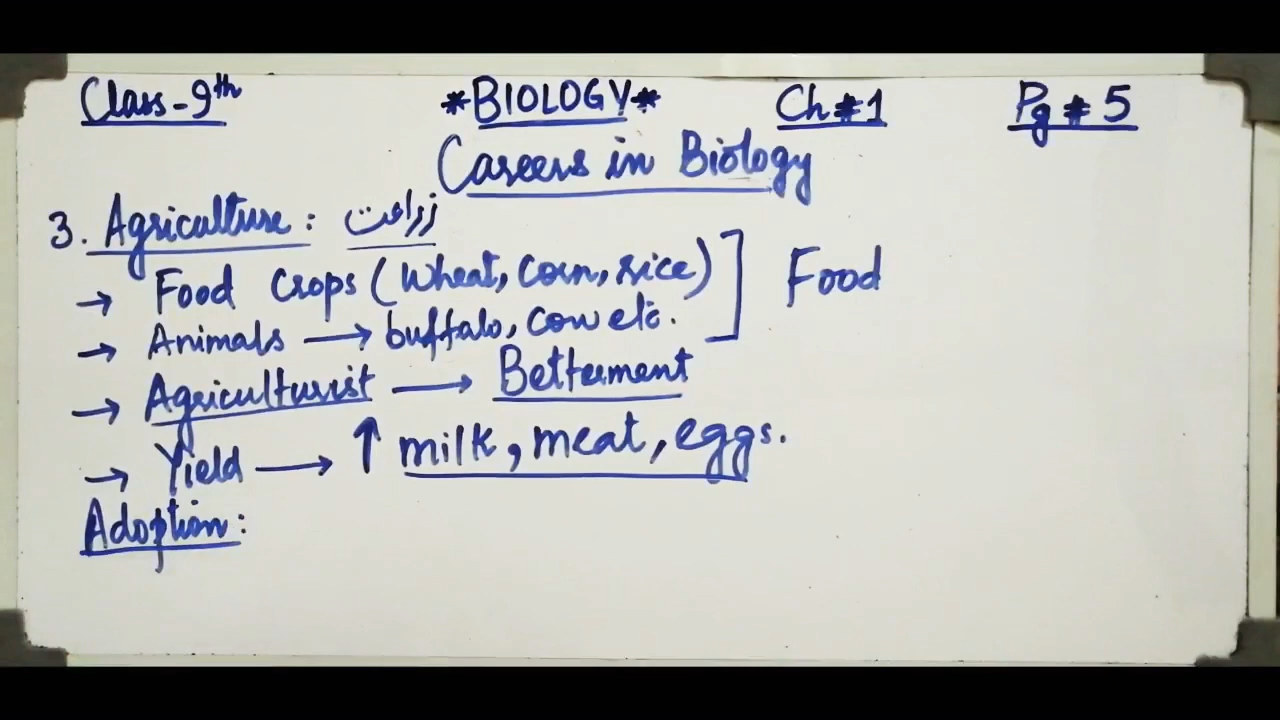 Class-9th *BIOLOGY* Ch # 1 Pg # 5
Careers in Biology
3. Agriculture: زراعت
→ Food Crops (Wheat, Corn, rice) ] Food
→ Animals → buffalo, Cow etc.
→ Agriculturist → Betterment
→ Yield → ↑ milk, meat, eggs.
Adoption: